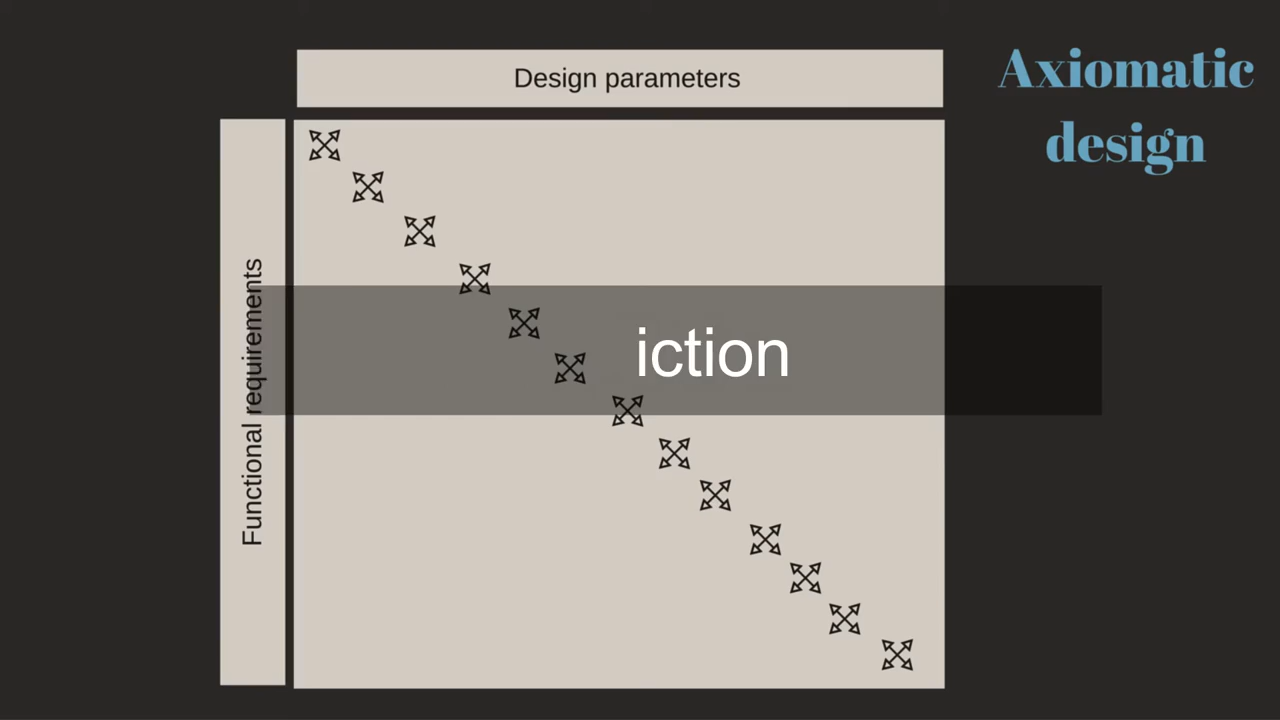 Design parameters
Axiomatic
design
Functional requirements
iction